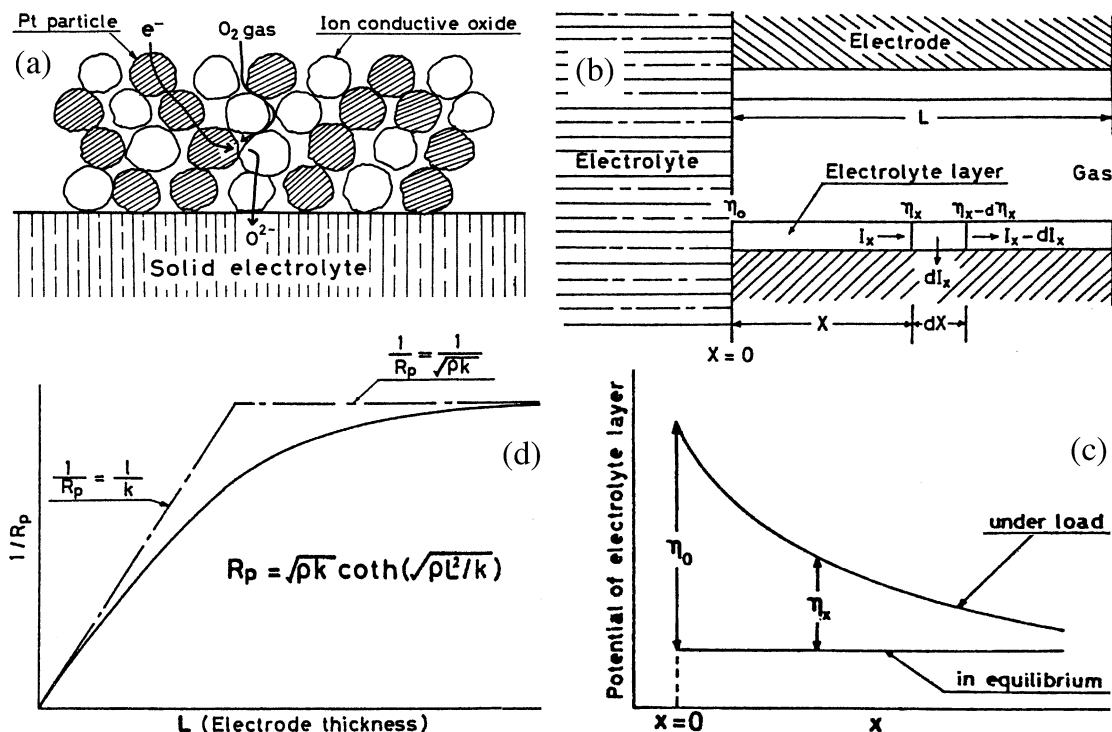 (a)
Pt particle
e⁻
O₂ gas
Ion conductive oxide
O²⁻
Solid electrolyte
(b)
Electrode
L
Electrolyte
Electrolyte layer
Gas
η₀
ηₓ
ηₓ₋dηₓ
Iₓ
Iₓ-dIₓ
dIₓ
X
dX
X = 0
(d)
1/Rp = 1/√ρk
1/Rp = l/k
Rp = √ρk coth(√ρL²/k)
1/Rp
L (Electrode thickness)
(c)
Potential of electrolyte layer
under load
η₀
ηₓ
in equilibrium
X=0
x